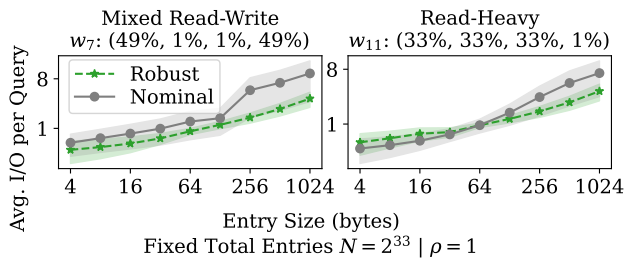 Mixed Read-Write
w₇: (49%, 1%, 1%, 49%)
Read-Heavy
w₁₁: (33%, 33%, 33%, 1%)
Avg. I/O per Query
8
1
Robust
Nominal
4 16 64 256 1024
8
1
4 16 64 256 1024
Entry Size (bytes)
Fixed Total Entries N = 2³³ | ρ = 1